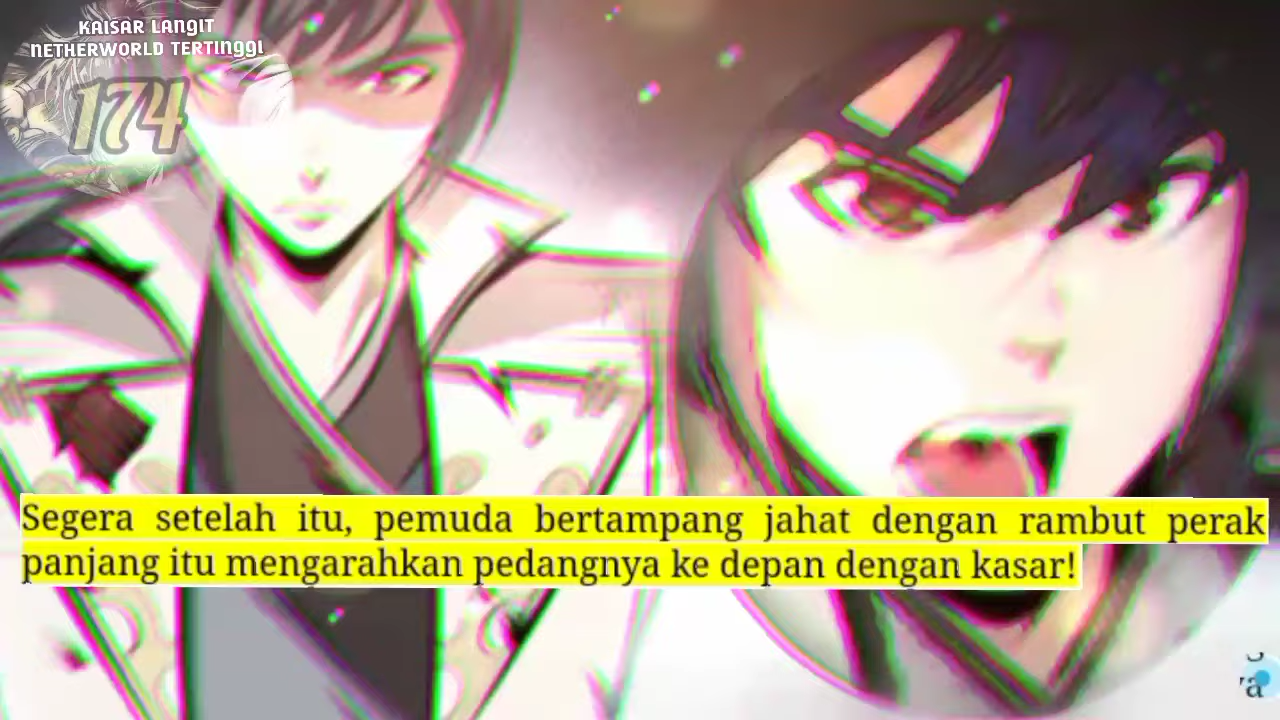 KAISAR LANGIT
NETHERWORLD TERTINGGI
174
Segera setelah itu, pemuda bertampang jahat dengan rambut perak
panjang itu mengarahkan pedangnya ke depan dengan kasar!